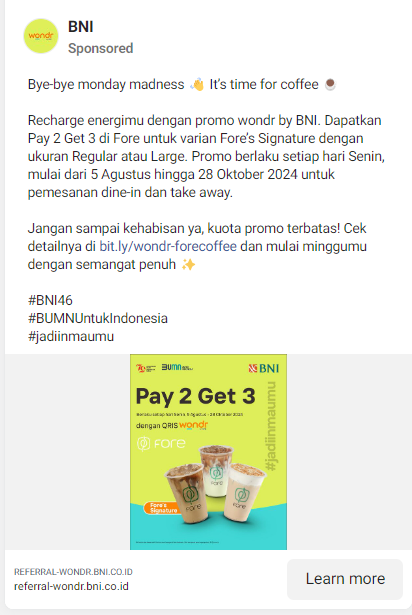 wondr
BNI
Sponsored
Bye-bye monday madness 👋 It's time for coffee ☕
Recharge energimu dengan promo wondr by BNI. Dapatkan
Pay 2 Get 3 di Fore untuk varian Fore's Signature dengan
ukuran Regular atau Large. Promo berlaku setiap hari Senin,
mulai dari 5 Agustus hingga 28 Oktober 2024 untuk
pemesanan dine-in dan take away.
Jangan sampai kehabisan ya, kuota promo terbatas! Cek
detailnya di bit.ly/wondr-forecoffee dan mulai minggumu
dengan semangat penuh ✨
#BNI46
#BUMNUntukIndonesia
#jadiinmaumu
BUMN
BNI
Pay 2 Get 3
Berlaku setiap hari Senin, 5 Agustus - 28 Oktober 2024
dengan QRIS wondr
FORE
#jadiinmaumu
Fore's
Signature
FORE
FORE
FORE
REFERRAL-WONDR.BNI.CO.ID
referral-wondr.bni.co.id
Learn more